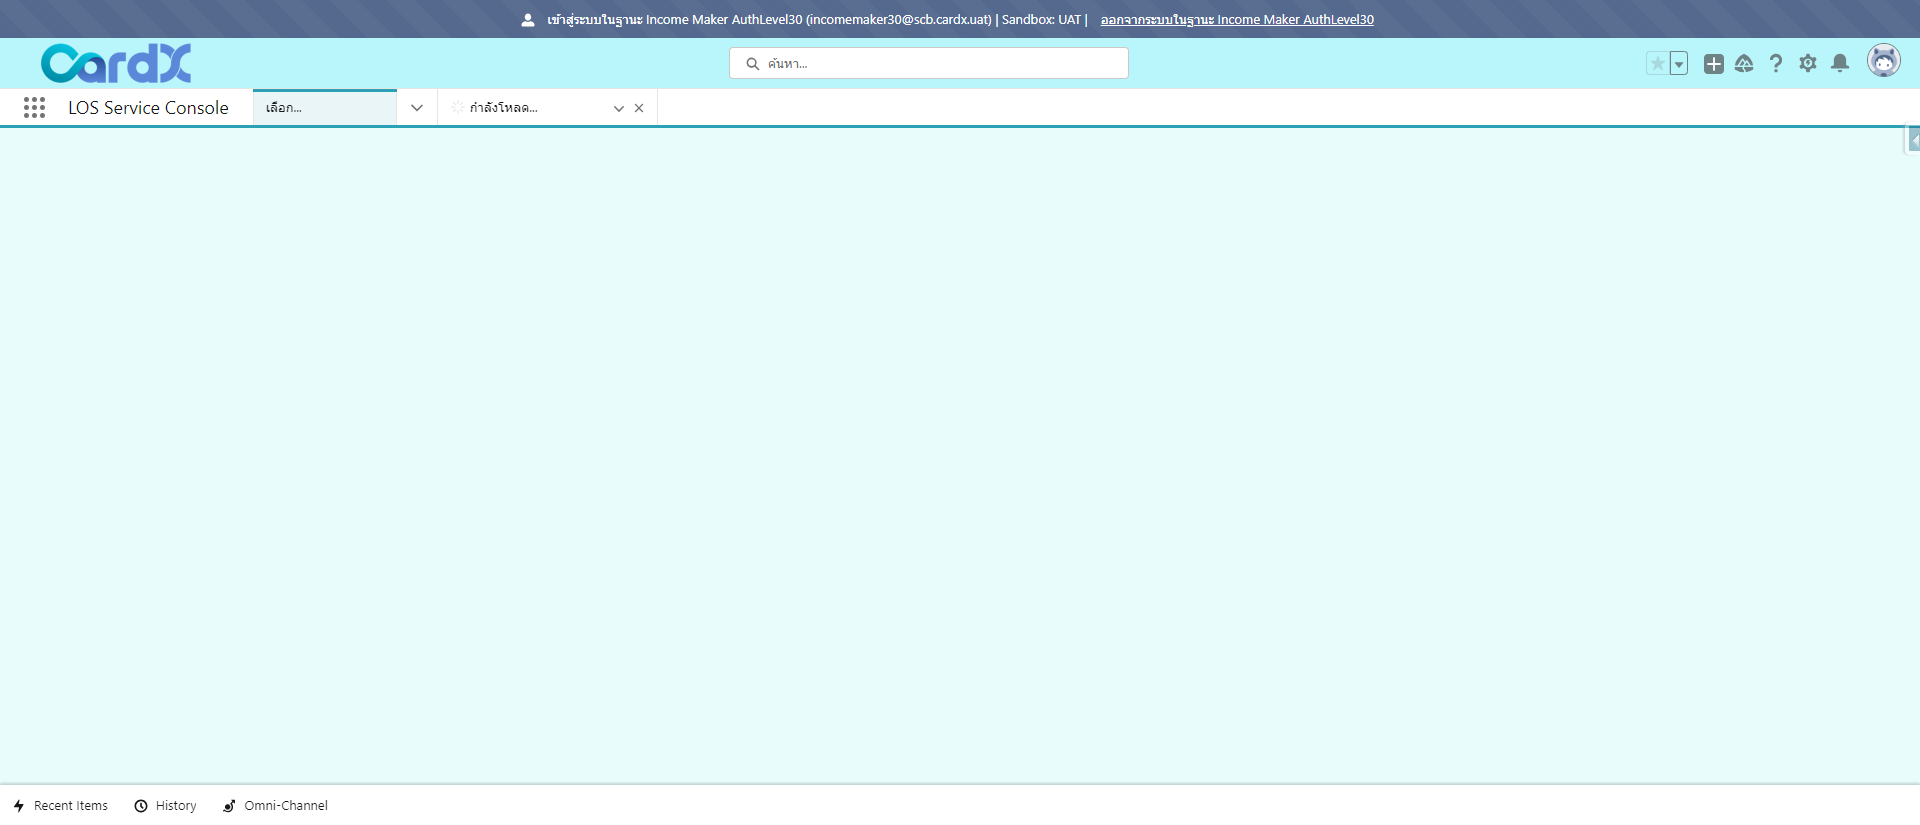 เข้าสู่ระบบในฐานะ Income Maker AuthLevel30 (incomemaker30@scb.cardx.uat) | Sandbox: UAT | ออกจากระบบในฐานะ Income Maker AuthLevel30
CardX
ค้นหา...
LOS Service Console
เลือก...
กำลังโหลด...
Recent Items
History
Omni-Channel